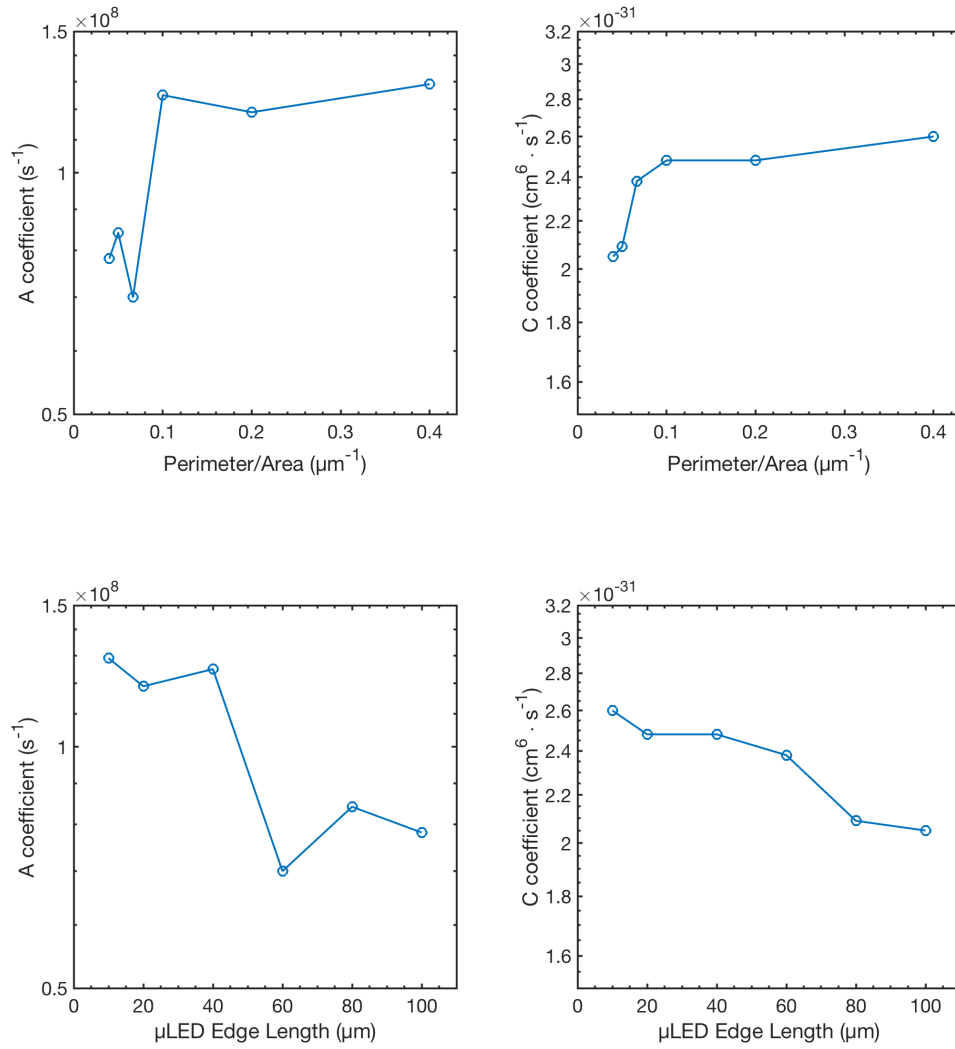 ×10^8
1.5
1
0.5
A coefficient (s^-1)
0 0.1 0.2 0.3 0.4
Perimeter/Area (μm^-1)
×10^-31
3.2
3
2.8
2.6
2.4
2.2
2
1.8
1.6
C coefficient (cm^6 · s^-1)
0 0.1 0.2 0.3 0.4
Perimeter/Area (μm^-1)
×10^8
1.5
1
0.5
A coefficient (s^-1)
0 20 40 60 80 100
μLED Edge Length (μm)
×10^-31
3.2
3
2.8
2.6
2.4
2.2
2
1.8
1.6
C coefficient (cm^6 · s^-1)
0 20 40 60 80 100
μLED Edge Length (μm)